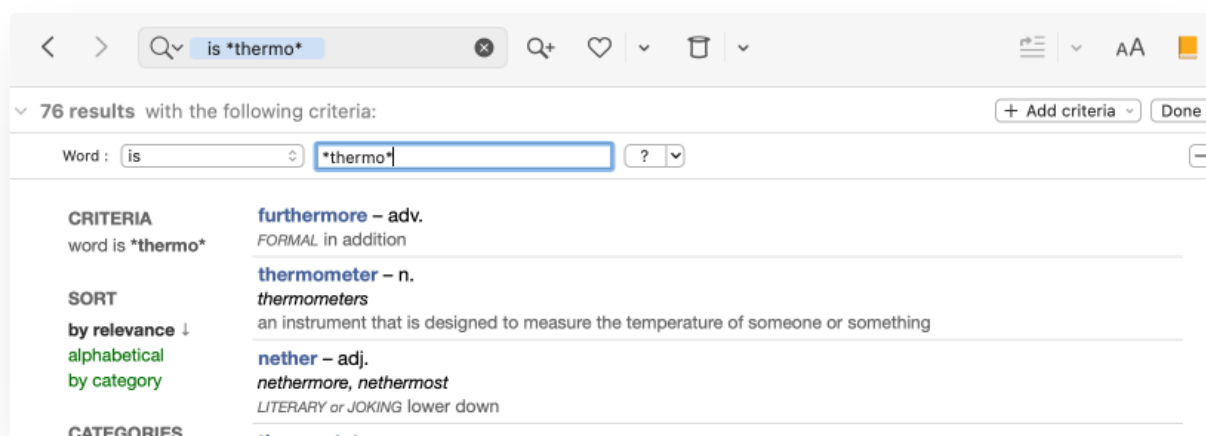 is *thermo*
AA
76 results with the following criteria:
+ Add criteria
Done
Word : is *thermo* ?
CRITERIA
word is *thermo*
SORT
by relevance ↓
alphabetical
by category
CATEGORIES
furthermore – adv.
FORMAL in addition
thermometer – n.
thermometers
an instrument that is designed to measure the temperature of someone or something
nether – adj.
nethermore, nethermost
LITERARY or JOKING lower down